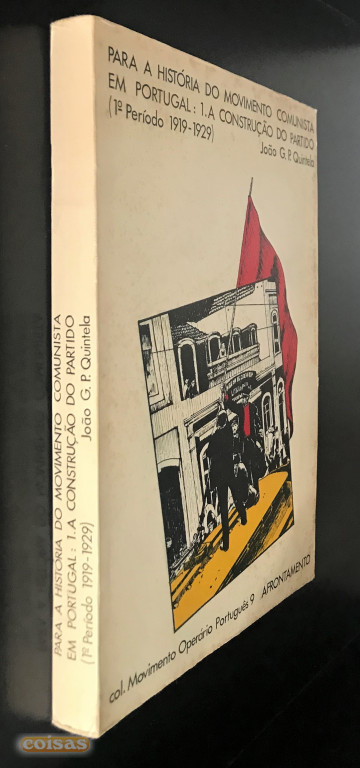 PARA A HISTÓRIA DO MOVIMENTO COMUNISTA
EM PORTUGAL: 1. A CONSTRUÇÃO DO PARTIDO
(1º Período 1919-1929)
João G. P. Quintela
col. Movimento Operário Português 9 AFRONTAMENTO
PARA A HISTÓRIA DO MOVIMENTO COMUNISTA
EM PORTUGAL: 1. A CONSTRUÇÃO DO PARTIDO
(1º Período 1919-1929) João G. P. Quintela
coisas